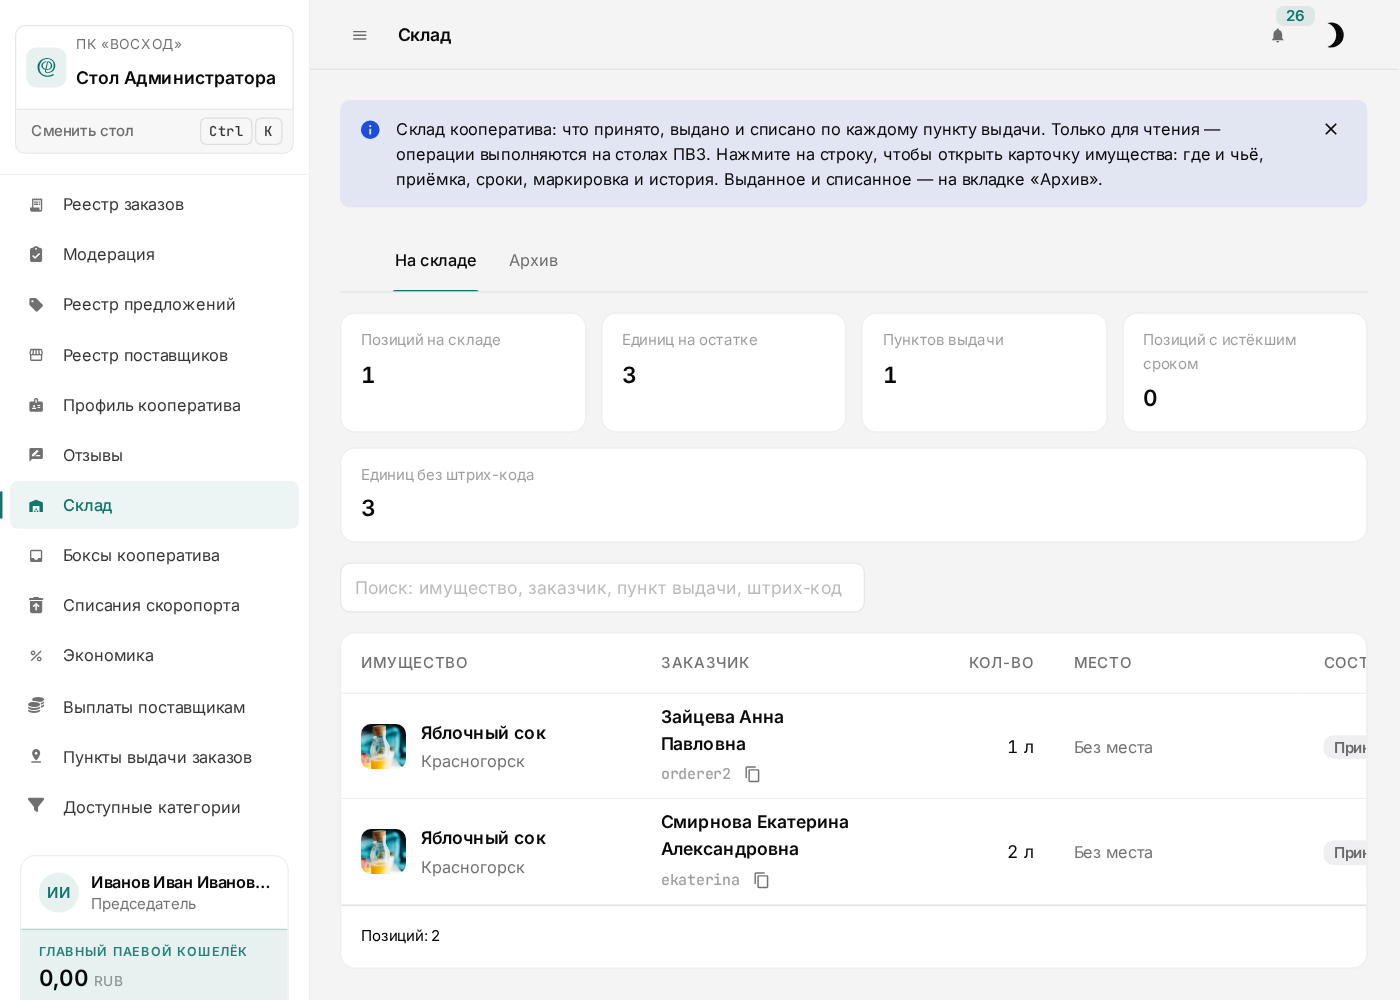 ПК «ВОСХОД»
Стол Администратора
Сменить стол Ctrl K
Реестр заказов
Модерация
Реестр предложений
Реестр поставщиков
Профиль кооператива
Отзывы
Склад
Боксы кооператива
Списания скоропорта
Экономика
Выплаты поставщикам
Пункты выдачи заказов
Доступные категории
ИИ
Иванов Иван Иванов...
Председатель
ГЛАВНЫЙ ПАЕВОЙ КОШЕЛЁК
0,00 RUB
Склад
26
Склад кооператива: что принято, выдано и списано по каждому пункту выдачи. Только для чтения —
операции выполняются на столах ПВЗ. Нажмите на строку, чтобы открыть карточку имущества: где и чьё,
приёмка, сроки, маркировка и история. Выданное и списанное — на вкладке «Архив».
На складе Архив
Позиций на складе
1
Единиц на остатке
3
Пунктов выдачи
1
Позиций с истёкшим
сроком
0
Единиц без штрих-кода
3
Поиск: имущество, заказчик, пункт выдачи, штрих-код
ИМУЩЕСТВО ЗАКАЗЧИК КОЛ-ВО МЕСТО СОСТ
Яблочный сок
Красногорск
Зайцева Анна
Павловна
orderer2
1 л
Без места
Прин
Яблочный сок
Красногорск
Смирнова Екатерина
Александровна
ekaterina
2 л
Без места
Прин
Позиций: 2